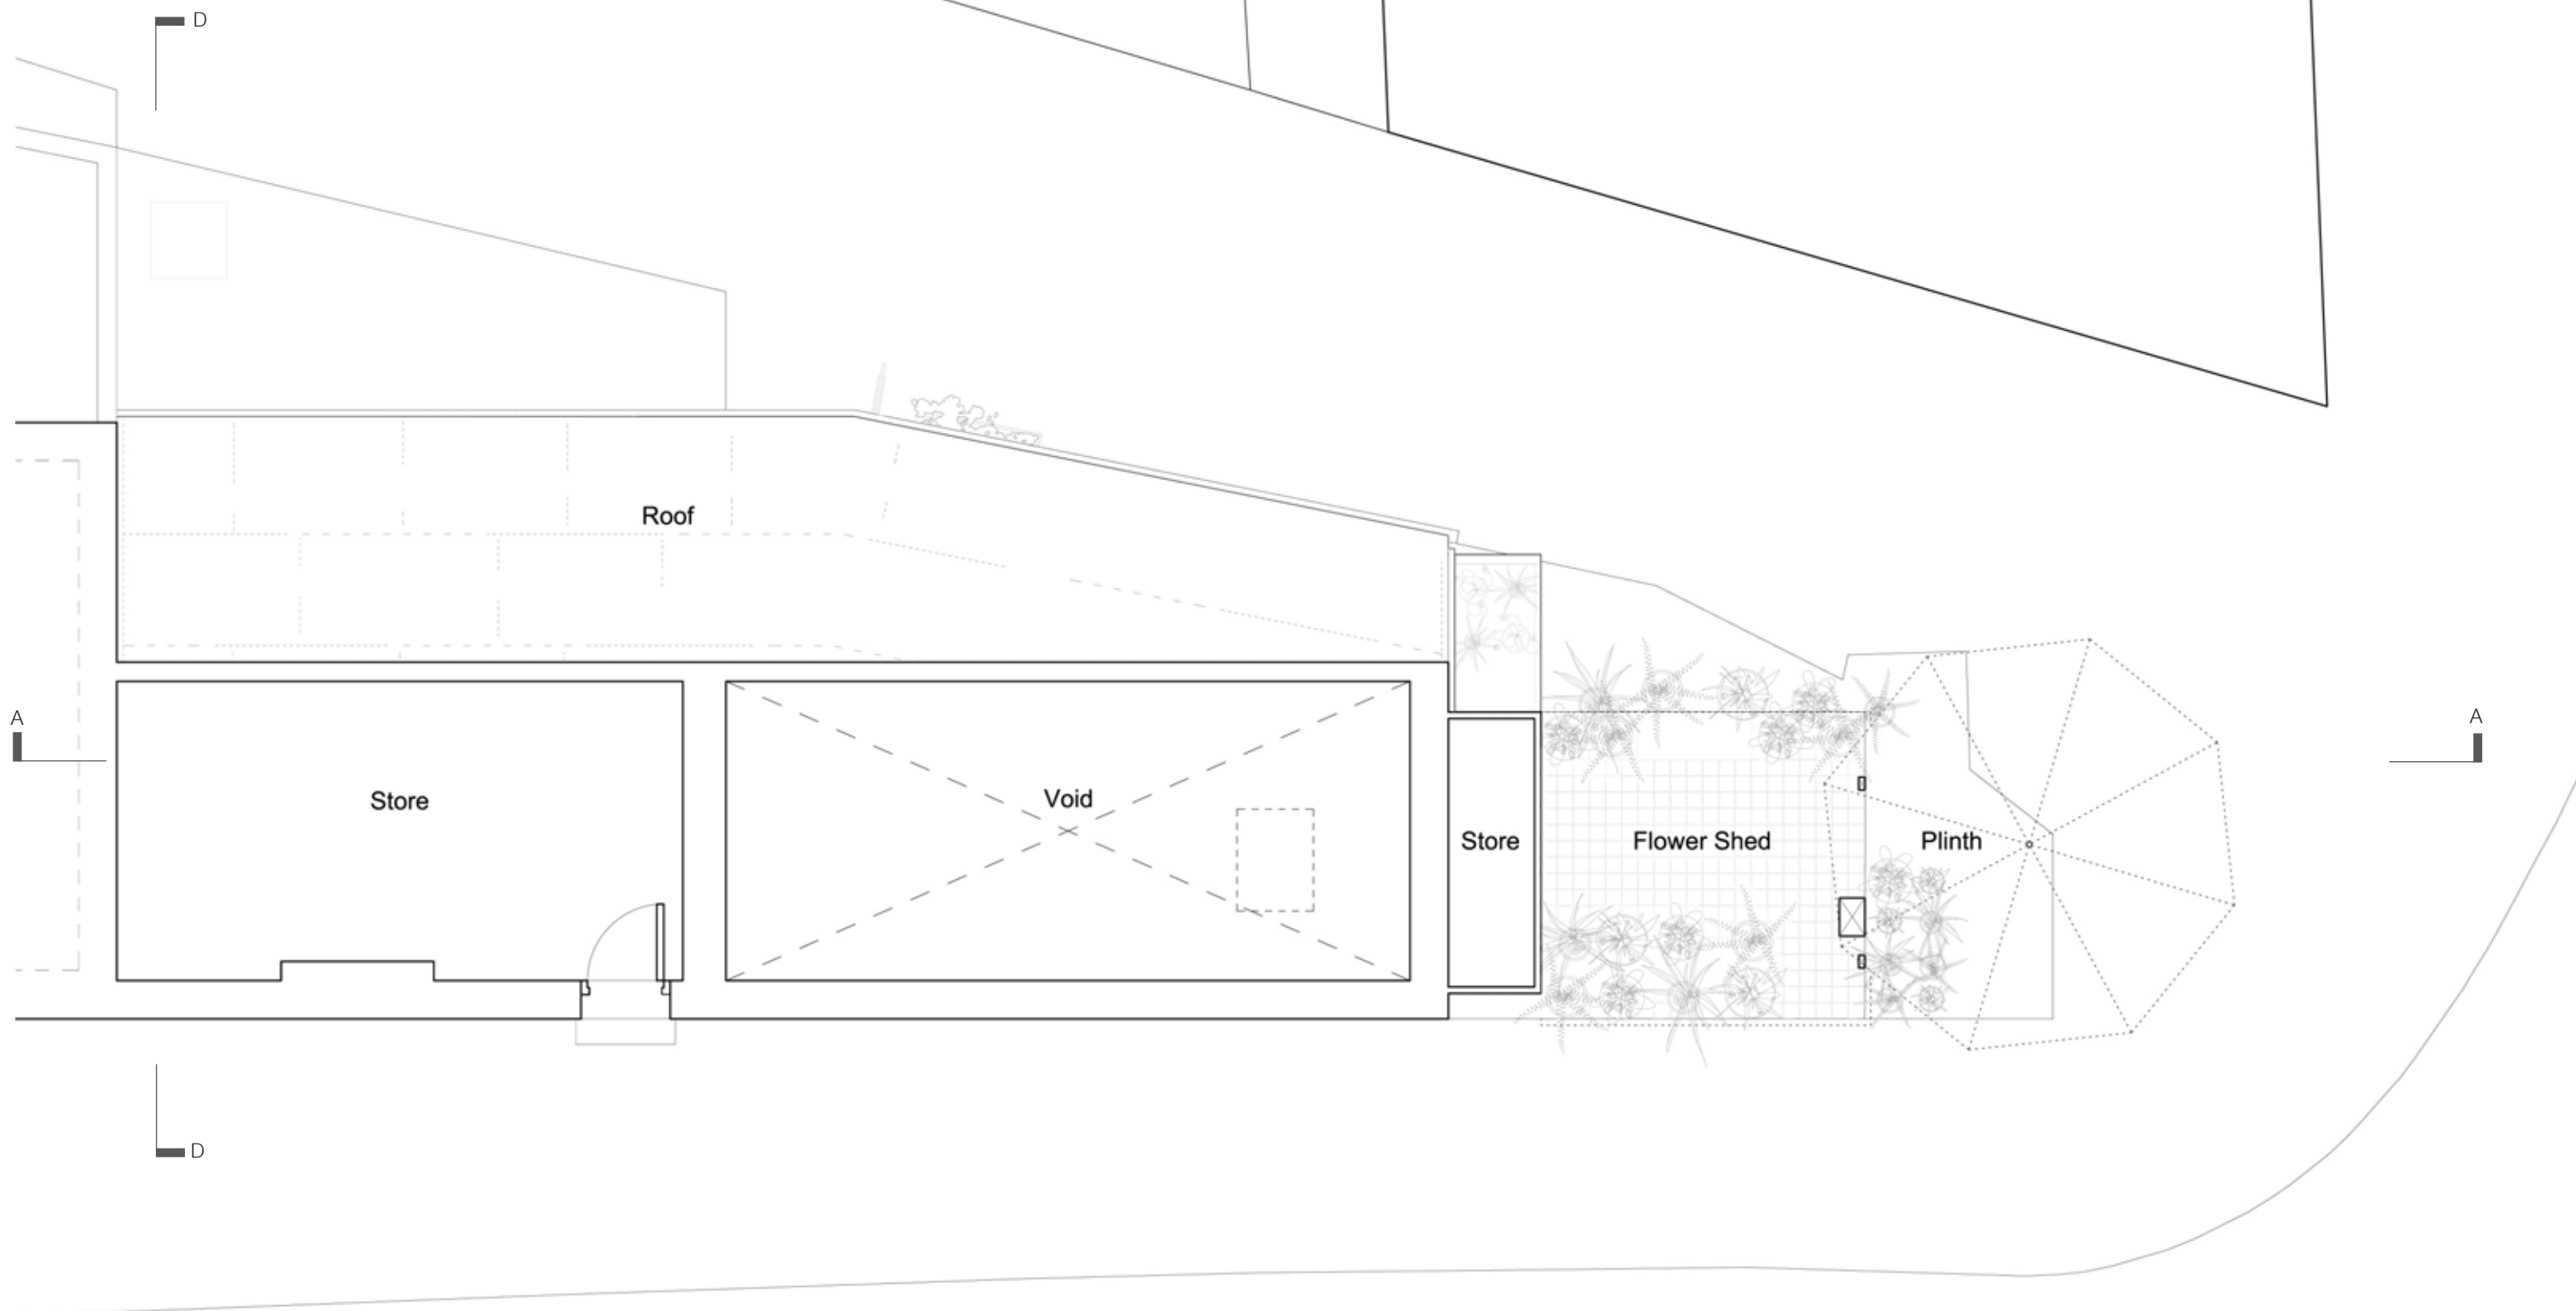 D
Roof
A
A
Store
Void
Store
Flower Shed
Plinth
D